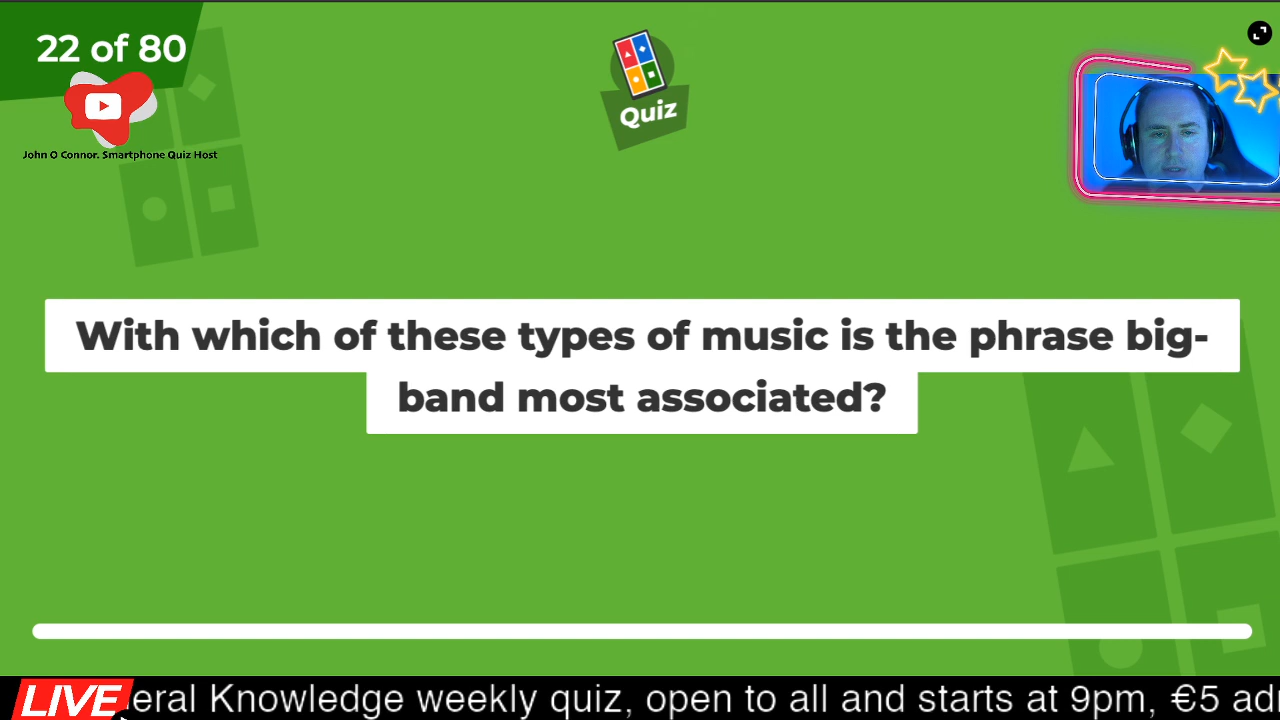 22 of 80
Quiz
John O Connor. Smartphone Quiz Host
With which of these types of music is the phrase big-
band most associated?
LIVE
eral Knowledge weekly quiz, open to all and starts at 9pm, €5